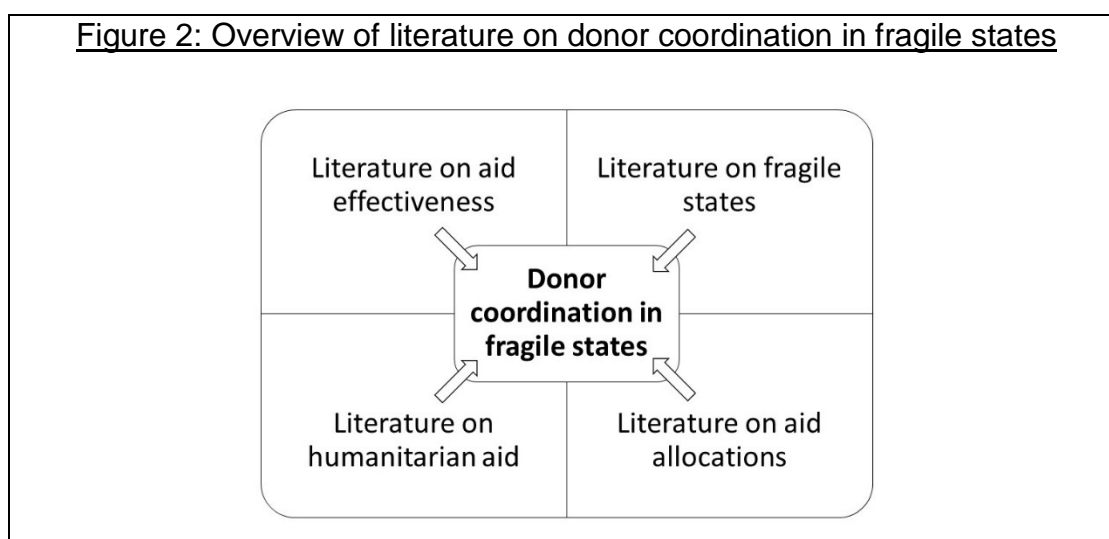 Figure 2: Overview of literature on donor coordination in fragile states
Literature on aid
effectiveness
Literature on fragile
states
Donor
coordination in
fragile states
Literature on
humanitarian aid
Literature on aid
allocations